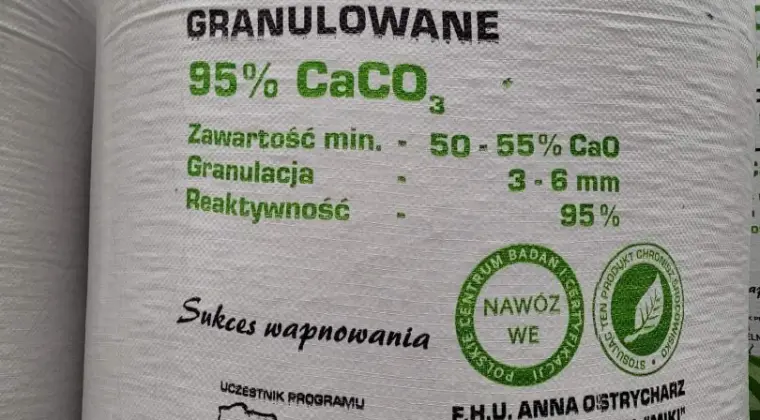 GRANULOWANE
95% CaCO₃
Zawartość min. - 50 - 55% CaO
Granulacja - 3 - 6 mm
Reaktywność - 95%
POLSKIE CENTRUM BADAŃ I CERTYFIKACJI
NAWÓZ
WE
STOSUJĄC TEN PRODUKT CHRONISZ ŚRODOWISKO
Sukces wapnowania
UCZESTNIK PROGRAMU
F.H.U. ANNA OSTRYCHARZ
"MIKI"